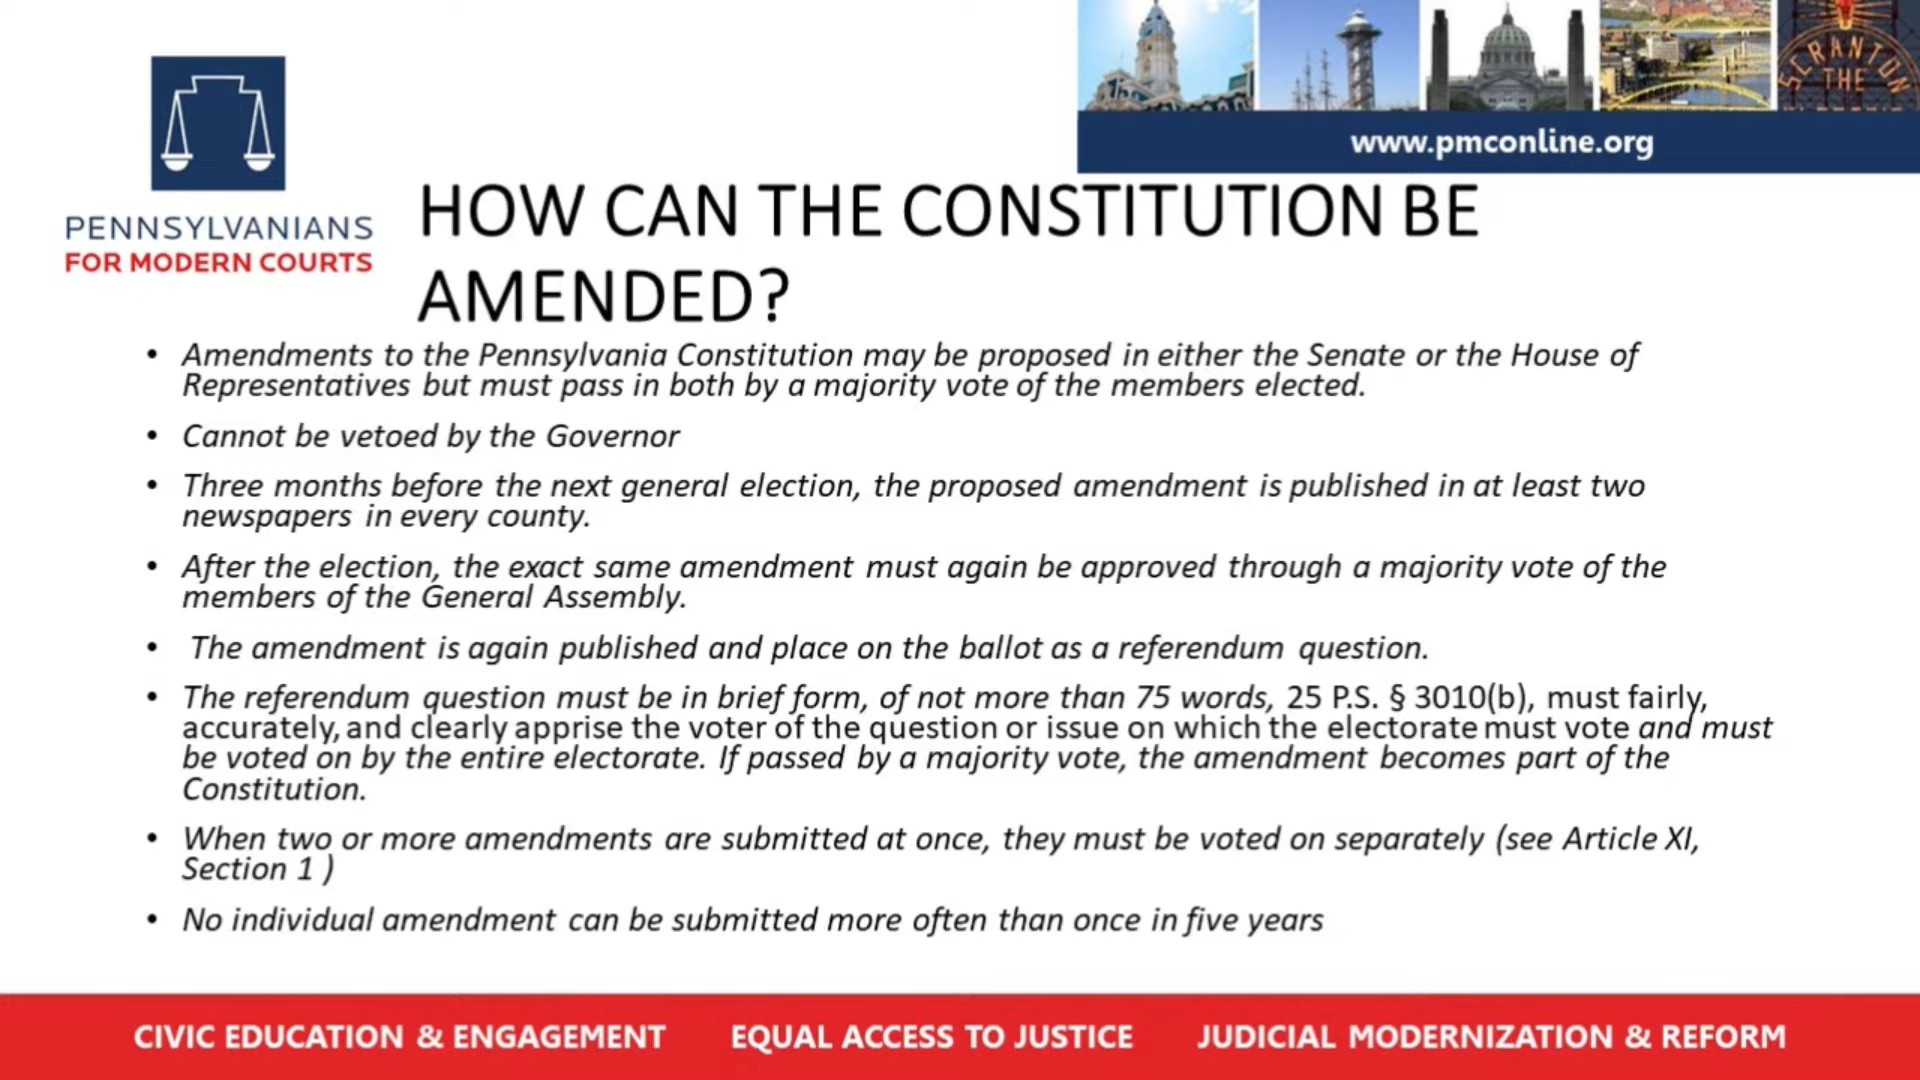 SCRANTON
THE
www.pmconline.org
PENNSYLVANIANS
FOR MODERN COURTS
HOW CAN THE CONSTITUTION BE
AMENDED?
• Amendments to the Pennsylvania Constitution may be proposed in either the Senate or the House of
Representatives but must pass in both by a majority vote of the members elected.
• Cannot be vetoed by the Governor
• Three months before the next general election, the proposed amendment is published in at least two
newspapers in every county.
• After the election, the exact same amendment must again be approved through a majority vote of the
members of the General Assembly.
• The amendment is again published and place on the ballot as a referendum question.
• The referendum question must be in brief form, of not more than 75 words, 25 P.S. § 3010(b), must fairly,
accurately, and clearly apprise the voter of the question or issue on which the electorate must vote and must
be voted on by the entire electorate. If passed by a majority vote, the amendment becomes part of the
Constitution.
• When two or more amendments are submitted at once, they must be voted on separately (see Article XI,
Section 1 )
• No individual amendment can be submitted more often than once in five years
CIVIC EDUCATION & ENGAGEMENT EQUAL ACCESS TO JUSTICE JUDICIAL MODERNIZATION & REFORM